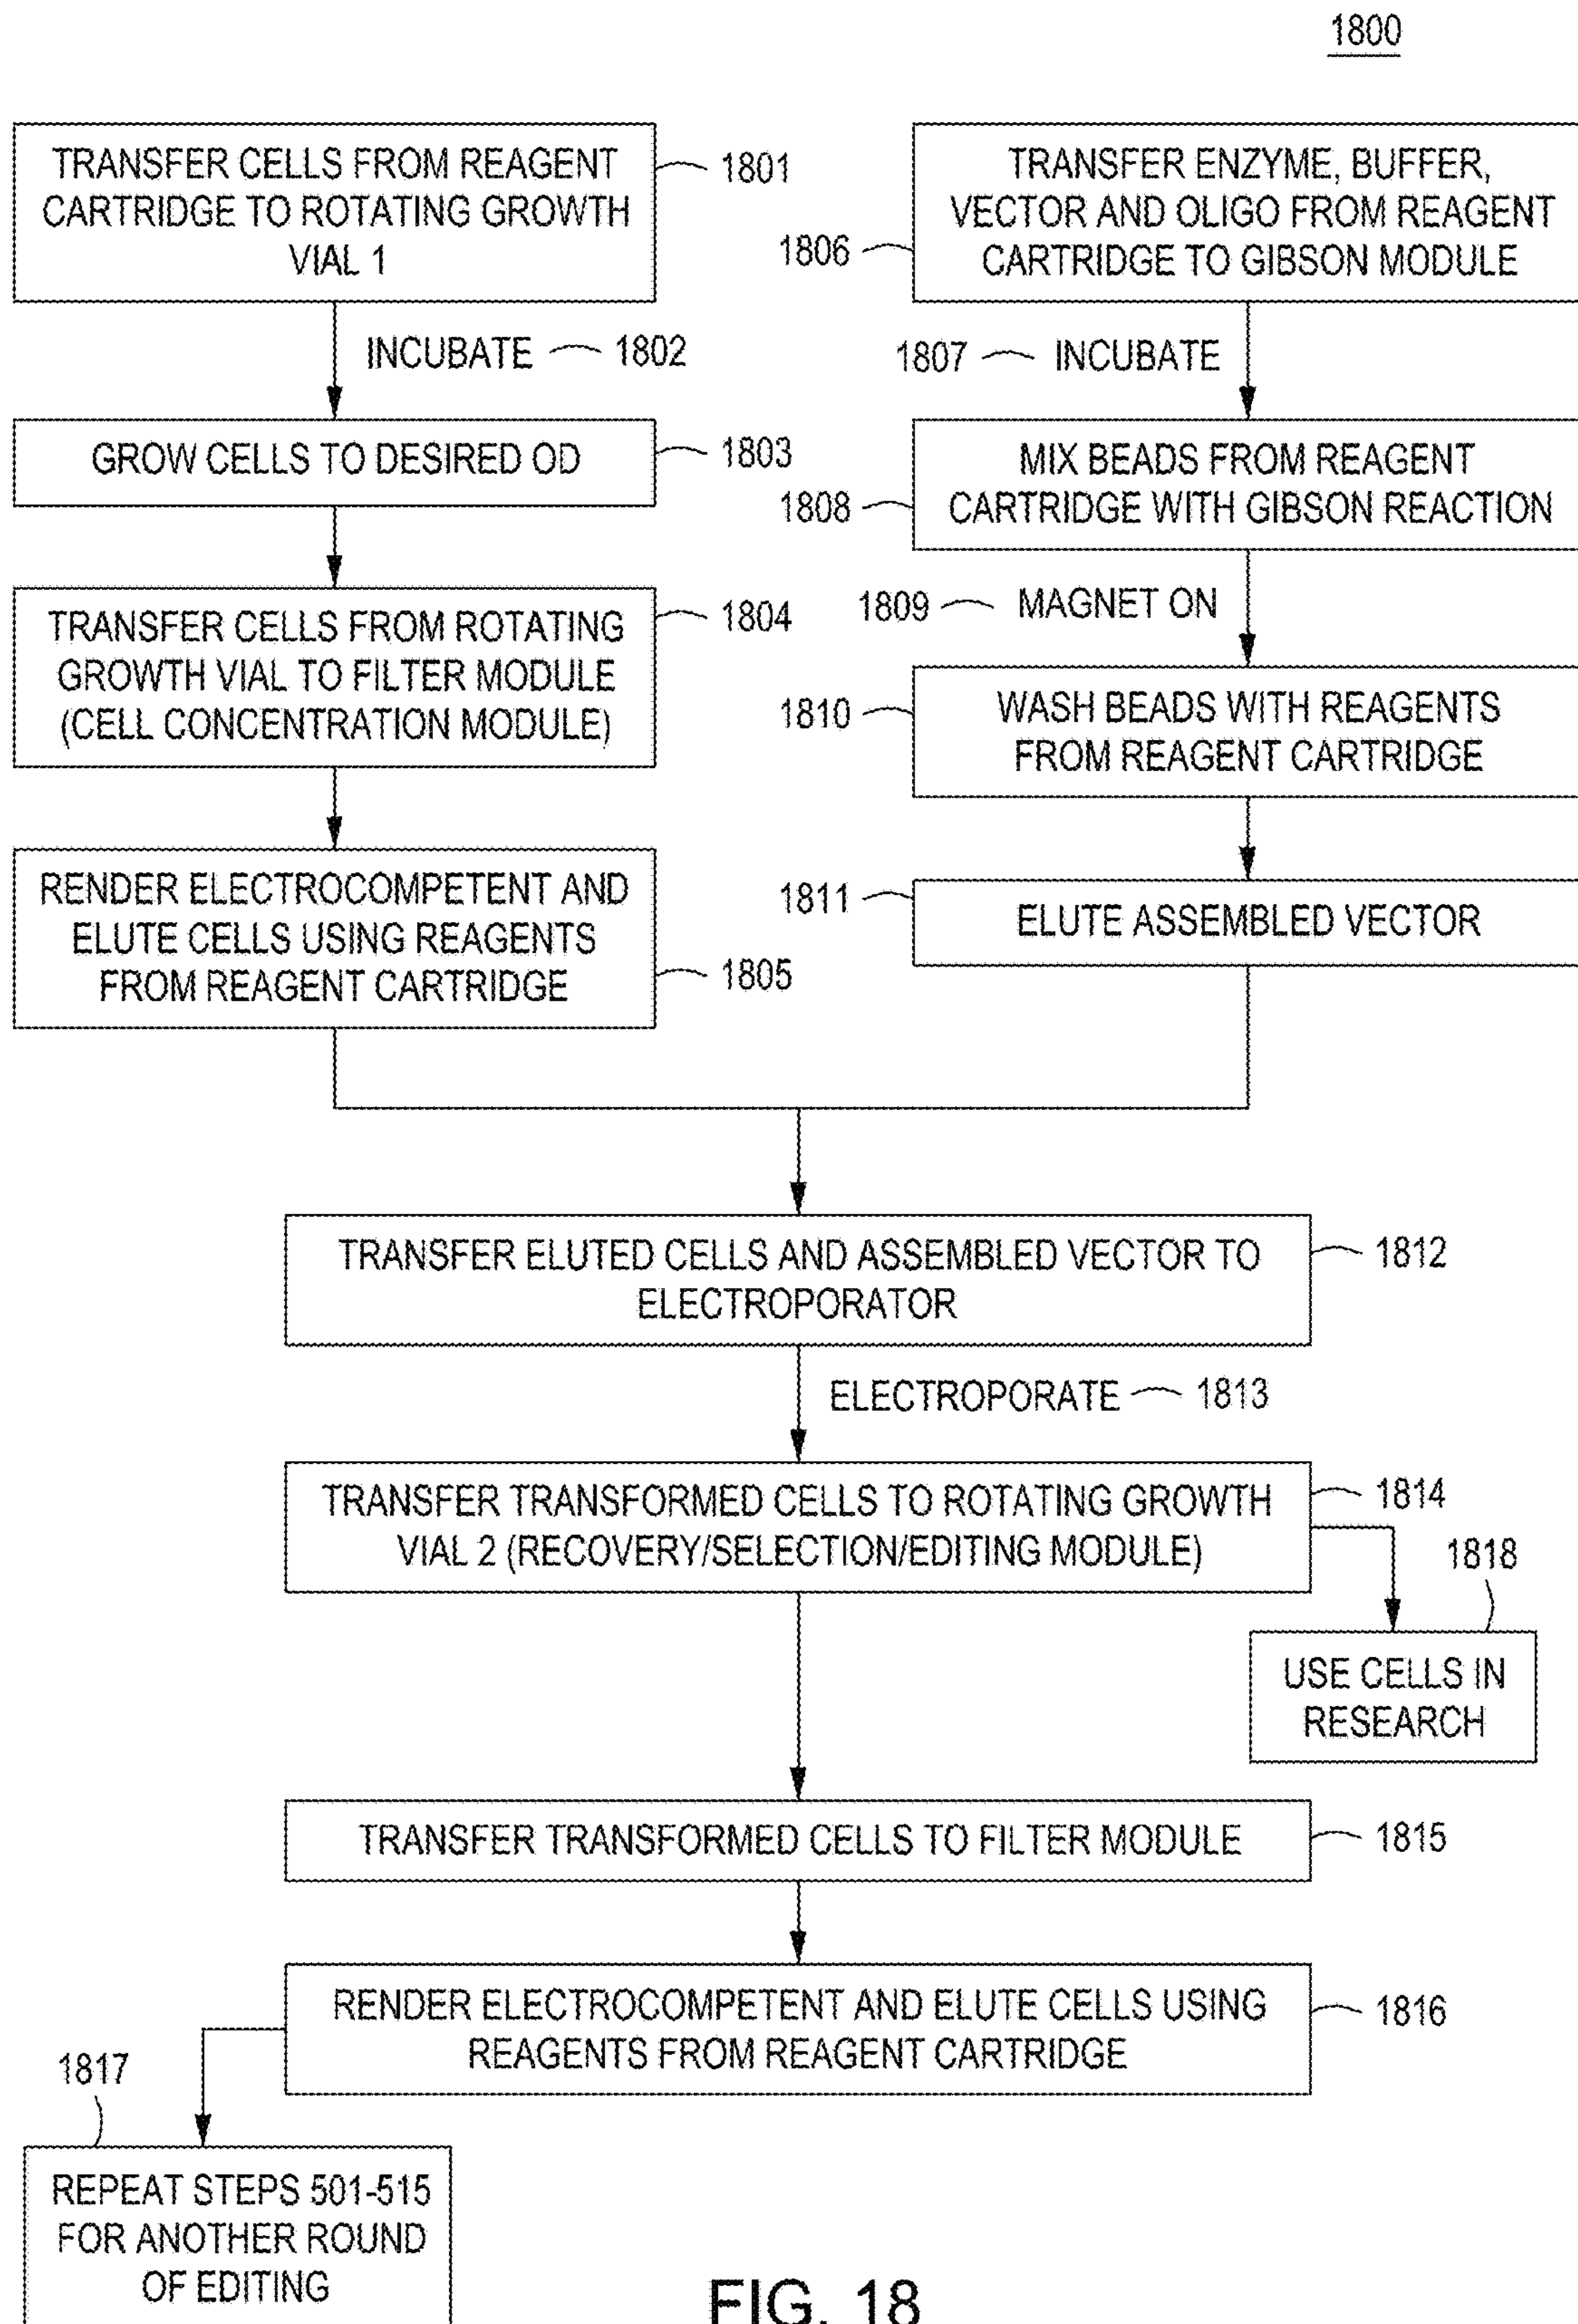 1800
TRANSFER CELLS FROM REAGENT
CARTRIDGE TO ROTATING GROWTH
VIAL 1
1801
INCUBATE
1802
GROW CELLS TO DESIRED OD
1803
TRANSFER CELLS FROM ROTATING
GROWTH VIAL TO FILTER MODULE
(CELL CONCENTRATION MODULE)
1804
RENDER ELECTROCOMPETENT AND
ELUTE CELLS USING REAGENTS
FROM REAGENT CARTRIDGE
1805
TRANSFER ENZYME, BUFFER,
VECTOR AND OLIGO FROM REAGENT
CARTRIDGE TO GIBSON MODULE
1806
1807
INCUBATE
MIX BEADS FROM REAGENT
CARTRIDGE WITH GIBSON REACTION
1808
1809
MAGNET ON
WASH BEADS WITH REAGENTS
FROM REAGENT CARTRIDGE
1810
1811
ELUTE ASSEMBLED VECTOR
TRANSFER ELUTED CELLS AND ASSEMBLED VECTOR TO
ELECTROPORATOR
1812
ELECTROPORATE
1813
TRANSFER TRANSFORMED CELLS TO ROTATING GROWTH
VIAL 2 (RECOVERY/SELECTION/EDITING MODULE)
1814
1818
USE CELLS IN
RESEARCH
TRANSFER TRANSFORMED CELLS TO FILTER MODULE
1815
RENDER ELECTROCOMPETENT AND ELUTE CELLS USING
REAGENTS FROM REAGENT CARTRIDGE
1816
1817
REPEAT STEPS 501-515
FOR ANOTHER ROUND
OF EDITING
FIG. 18